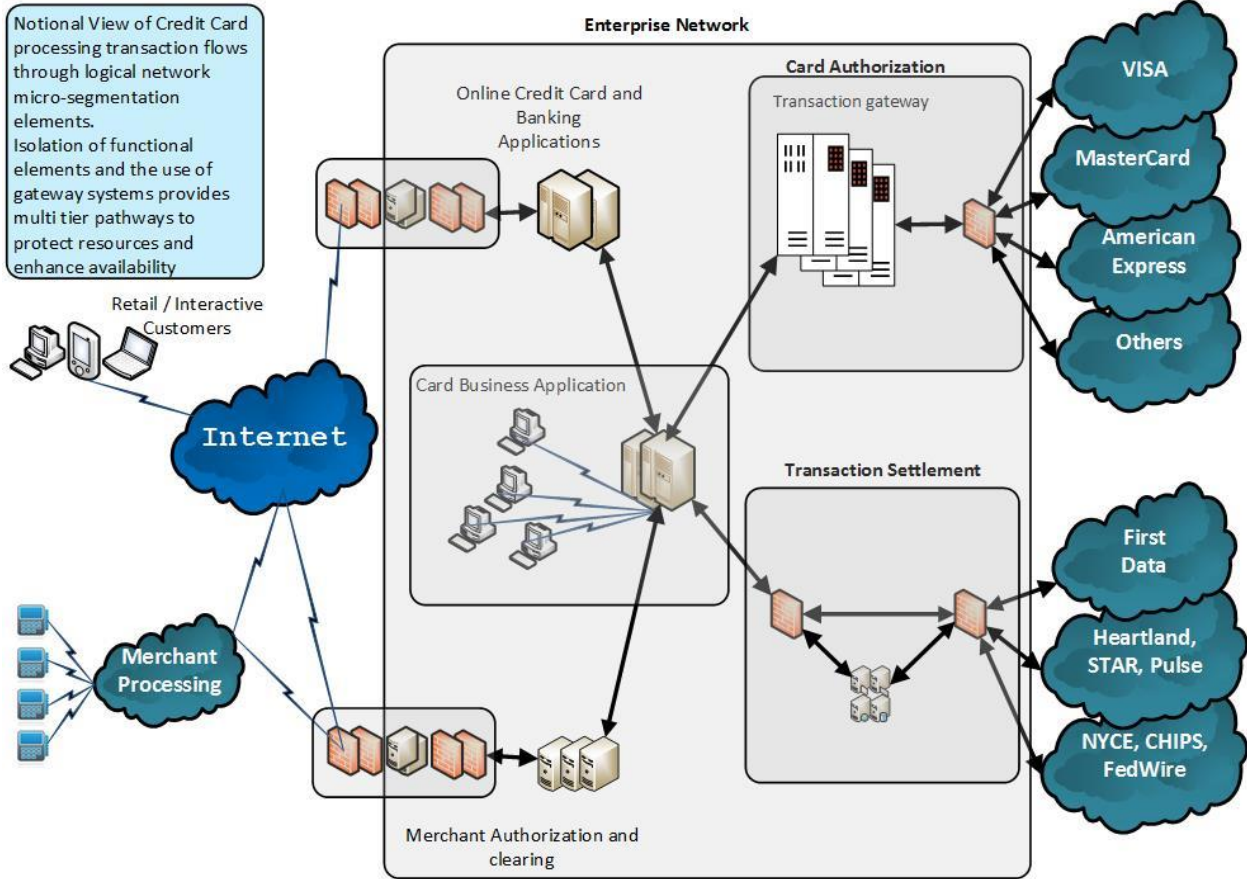 Notional View of Credit Card
processing transaction flows
through logical network
micro-segmentation
elements.
Isolation of functional
elements and the use of
gateway systems provides
multi tier pathways to
protect resources and
enhance availability
Retail / Interactive
Customers
Internet
Merchant
Processing
Enterprise Network
Online Credit Card and
Banking
Applications
Card Business Application
Merchant Authorization and
clearing
Card Authorization
Transaction gateway
Transaction Settlement
VISA
MasterCard
American
Express
Others
First
Data
Heartland,
STAR, Pulse
NYCE, CHIPS,
FedWire